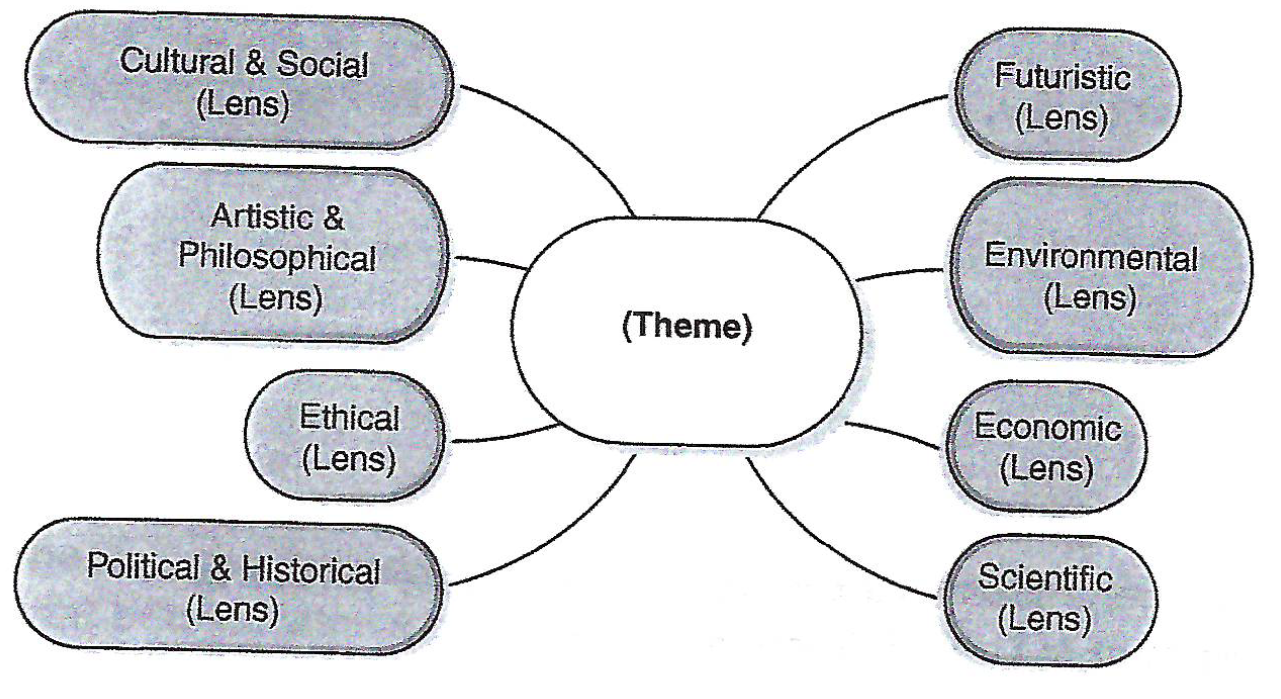 Cultural & Social
(Lens)
Artistic &
Philosophical
(Lens)
Ethical
(Lens)
Political & Historical
(Lens)
(Theme)
Futuristic
(Lens)
Environmental
(Lens)
Economic
(Lens)
Scientific
(Lens)